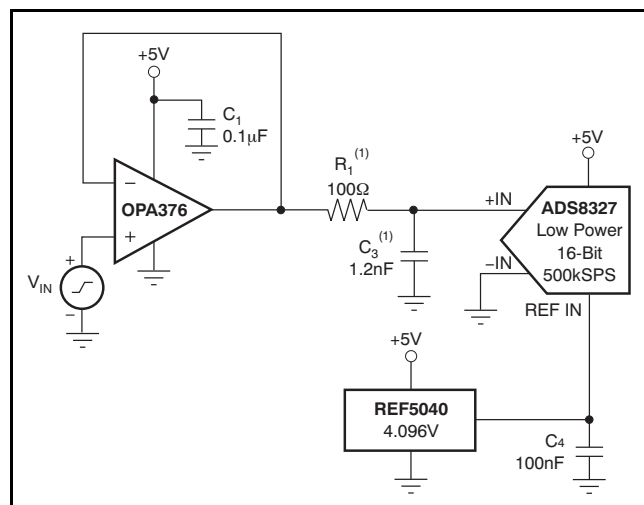 +5V
C1
0.1μF
R1(1)
100Ω
+5V
−
OPA376
+
+IN
ADS8327
Low Power
16-Bit
500kSPS
C3(1)
1.2nF
−IN
+
VIN
−
REF IN
+5V
REF5040
4.096V
C4
100nF